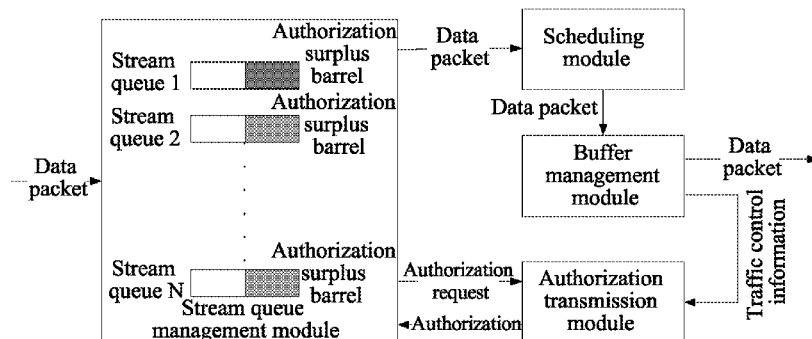 Stream
queue 1
Authorization
surplus
barrel
Data
packet
Scheduling
module
Stream
queue 2
Authorization
surplus
barrel
Data packet
Data
packet
Buffer
management
module
Data
packet
Traffic control
information
Stream
queue N
Authorization
surplus
barrel
Stream queue
management module
Authorization
request
Authorization
Authorization
transmission
module